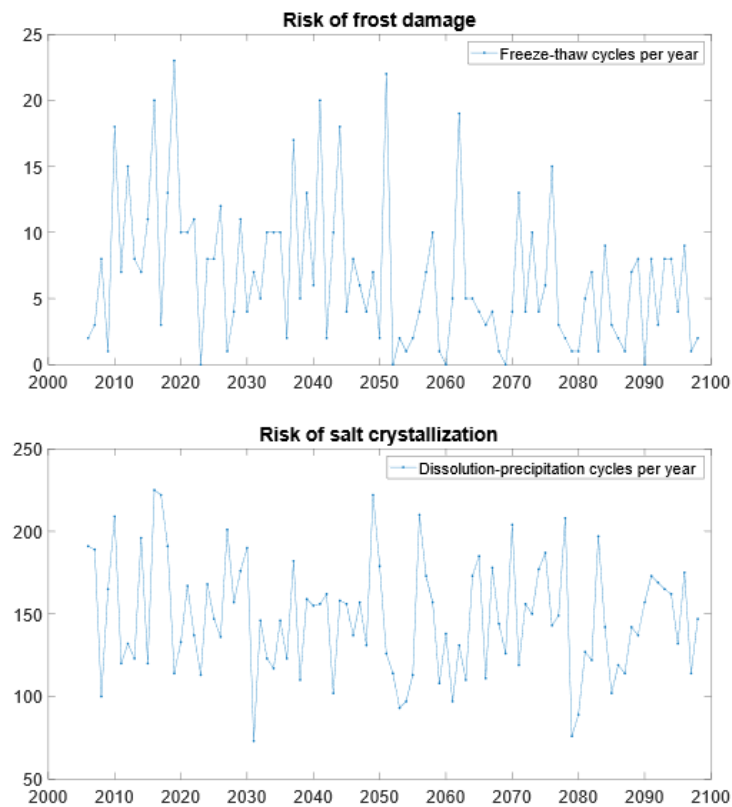 Risk of frost damage
25
Freeze-thaw cycles per year
20
15
10
5
0
2000 2010 2020 2030 2040 2050 2060 2070 2080 2090 2100
Risk of salt crystallization
250
Dissolution-precipitation cycles per year
200
150
100
50
2000 2010 2020 2030 2040 2050 2060 2070 2080 2090 2100